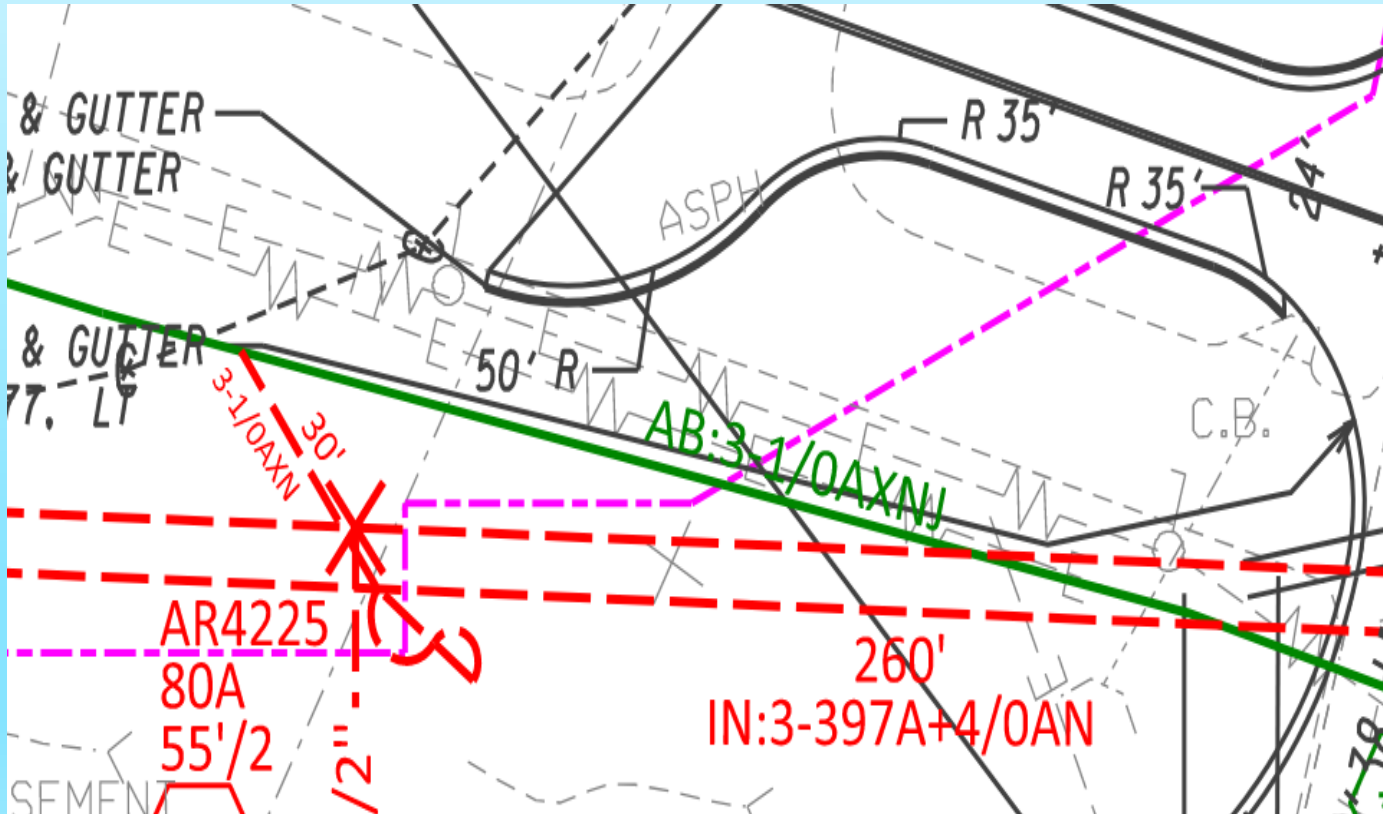 & GUTTER
& GUTTER
R 35'
R 35'
24'
ASPH
E
E
W
W
& GUTTER
77. LT
50' R
E
E
W
W
3-1/0AXN
30'
AB:3-1/0AXNJ
E
E
W
W
C.B.
E
W
AR4225
80A
55'/2
/2"
260'
IN:3-397A+4/0AN
E
SEMENT